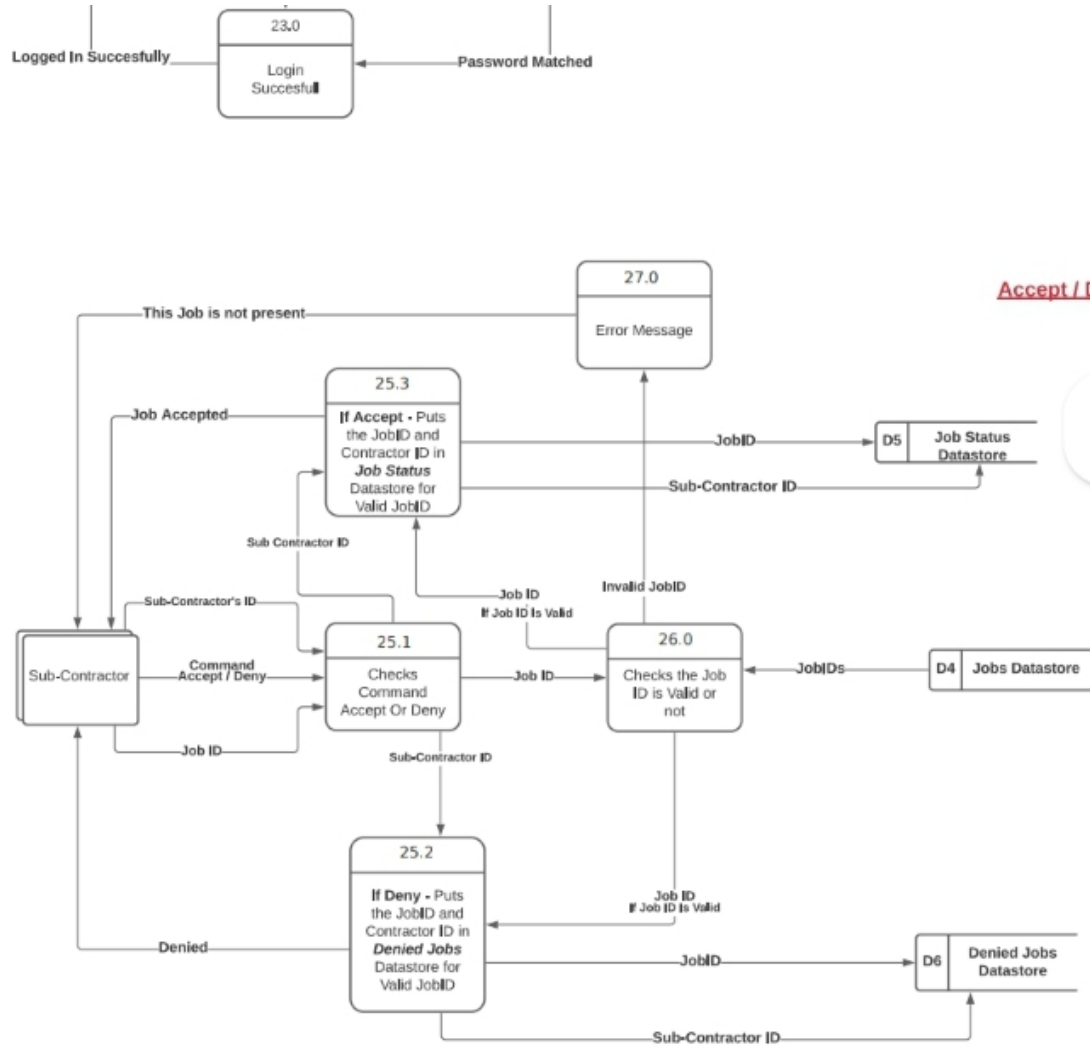 23.0
Logged In Succesfully
Password Matched
Login
Succesfull
27.0
Accept /
This Job is not present
Error Message
25.3
Job Accepted
If Accept - Puts
the JobID and
Contractor ID in
Job Status
Datastore for
Valid JobID
JobID
D5
Job Status
Datastore
Sub-Contractor ID
Sub Contractor ID
Job ID
If Job ID Is Valid
Invalid JobID
Sub-Contractor's ID
25.1
26.0
Sub-Contractor
Command
Accept / Deny
Checks
Command
Accept Or Deny
Job ID
Checks the Job
ID is Valid or
not
JobIDs
D4
Jobs Datastore
Job ID
Sub-Contractor ID
25.2
If Deny - Puts
the JobID and
Contractor ID in
Denied Jobs
Datastore for
Valid JobID
Job ID
If Job ID Is Valid
Denied
JobID
D6
Denied Jobs
Datastore
Sub-Contractor ID